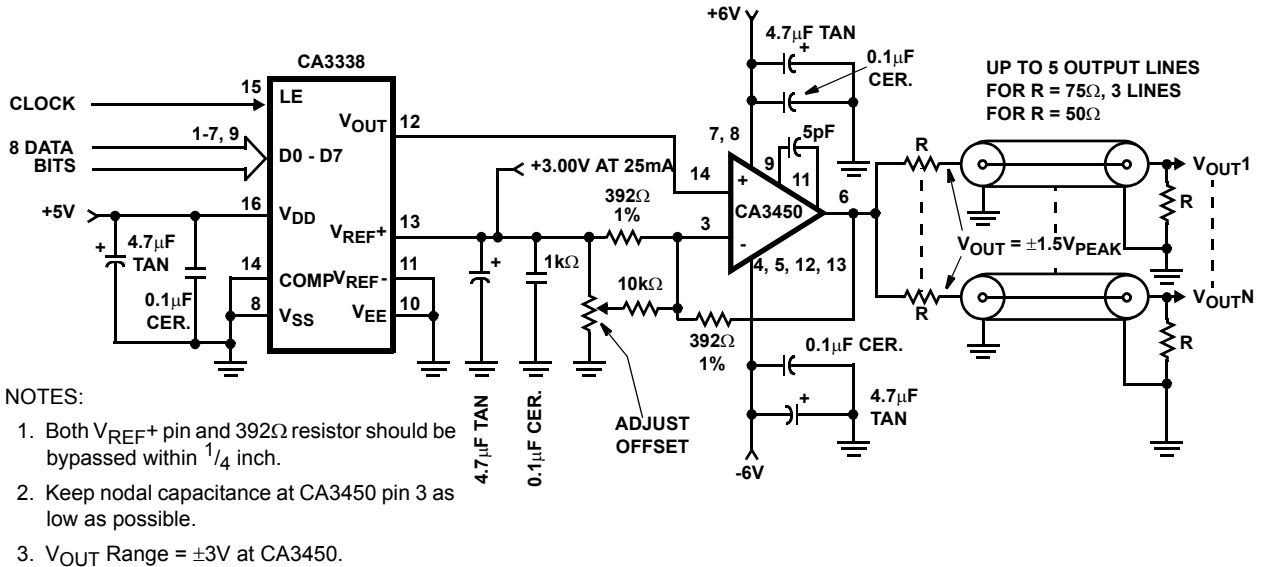 +6V
4.7μF TAN
+
0.1μF
CER.
CA3338
UP TO 5 OUTPUT LINES
FOR R = 75Ω, 3 LINES
FOR R = 50Ω
CLOCK
15
LE
8 DATA
BITS
1-7, 9
D0 - D7
VOUT
12
+5V
16
VDD
VREF+
13
+
4.7μF
TAN
0.1μF
CER.
14
COMP
VREF-
11
8
VSS
VEE
10
+3.00V AT 25mA
392Ω
1%
+
1kΩ
10kΩ
4.7μF TAN
0.1μF CER.
ADJUST
OFFSET
392Ω
1%
7, 8
5pF
9
11
14
+
CA3450
6
3
-
4, 5, 12, 13
0.1μF CER.
+
4.7μF
TAN
-6V
R
VOUT1
R
VOUT = ±1.5VPEAK
R
VOUTN
R
NOTES:
1. Both VREF+ pin and 392Ω resistor should be
bypassed within 1/4 inch.
2. Keep nodal capacitance at CA3450 pin 3 as
low as possible.
3. VOUT Range = ±3V at CA3450.